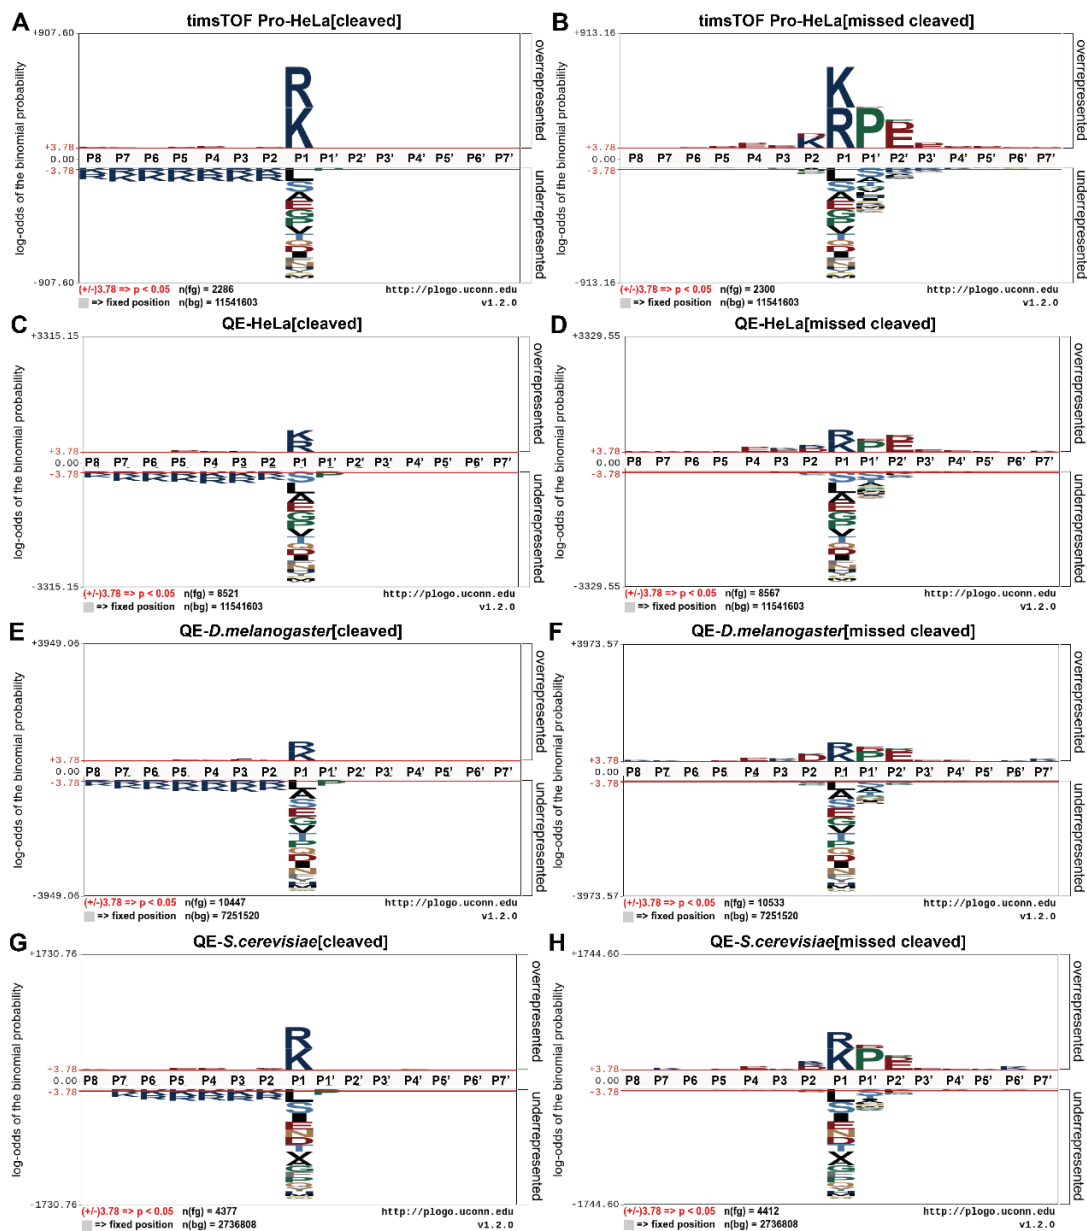 A timsTOF Pro-HeLa[cleaved]
+907.60
log-odds of the binomial probability
overrepresented
+3.78
0.00 P8 P7 P6 P5 P4 P3 P2 P1 P1' P2' P3' P4' P5' P6' P7'
-3.78
underrepresented
R
K
L
S
A
E
G
P
V
T
Q
D
I
N
-907.60
(+/-)3.78 => p < 0.05 n(fg) = 2286 http://plogo.uconn.edu
=> fixed position n(bg) = 11541603 v1.2.0
B timsTOF Pro-HeLa[missed cleaved]
+913.16
log-odds of the binomial probability
overrepresented
+3.78
0.00 P8 P7 P6 P5 P4 P3 P2 P1 P1' P2' P3' P4' P5' P6' P7'
-3.78
underrepresented
K
R P E
L
S
A
E
G
P
V
T
Q
D
I
N
-913.16
(+/-)3.78 => p < 0.05 n(fg) = 2300 http://plogo.uconn.edu
=> fixed position n(bg) = 11541603 v1.2.0
C QE-HeLa[cleaved]
+3315.15
log-odds of the binomial probability
overrepresented
+3.78
0.00 P8 P7 P6 P5 P4 P3 P2 P1 P1' P2' P3' P4' P5' P6' P7'
-3.78
underrepresented
K
R
S
L
A
E
G
P
V
T
Q
D
I
N
-3315.15
(+/-)3.78 => p < 0.05 n(fg) = 8521 http://plogo.uconn.edu
=> fixed position n(bg) = 11541603 v1.2.0
D QE-HeLa[missed cleaved]
+3329.55
log-odds of the binomial probability
overrepresented
+3.78
0.00 P8 P7 P6 P5 P4 P3 P2 P1 P1' P2' P3' P4' P5' P6' P7'
-3.78
underrepresented
R
K P E
S
L
A
E
G
P
V
T
Q
D
I
N
-3329.55
(+/-)3.78 => p < 0.05 n(fg) = 8567 http://plogo.uconn.edu
=> fixed position n(bg) = 11541603 v1.2.0
E QE-D.melanogaster[cleaved]
+3949.06
log-odds of the binomial probability
overrepresented
+3.78
0.00 P8 P7 P6 P5 P4 P3 P2 P1 P1' P2' P3' P4' P5' P6' P7'
-3.78
underrepresented
R
K
L
A
S
E
G
V
T
P
Q
D
I
N
-3949.06
(+/-)3.78 => p < 0.05 n(fg) = 10447 http://plogo.uconn.edu
=> fixed position n(bg) = 7251520 v1.2.0
F QE-D.melanogaster[missed cleaved]
+3973.57
log-odds of the binomial probability
overrepresented
+3.78
0.00 P8 P7 P6 P5 P4 P3 P2 P1 P1' P2' P3' P4' P5' P6' P7'
-3.78
underrepresented
R
K P E
L
A
S
E
G
V
T
P
Q
D
I
N
-3973.57
(+/-)3.78 => p < 0.05 n(fg) = 10533 http://plogo.uconn.edu
=> fixed position n(bg) = 7251520 v1.2.0
G QE-S.cerevisiae[cleaved]
+1730.76
log-odds of the binomial probability
overrepresented
+3.78
0.00 P8 P7 P6 P5 P4 P3 P2 P1 P1' P2' P3' P4' P5' P6' P7'
-3.78
underrepresented
R
K
L
S
I
E
N
D
T
-1730.76
(+/-)3.78 => p < 0.05 n(fg) = 4377 http://plogo.uconn.edu
=> fixed position n(bg) = 2736808 v1.2.0
H QE-S.cerevisiae[missed cleaved]
+1744.60
log-odds of the binomial probability
overrepresented
+3.78
0.00 P8 P7 P6 P5 P4 P3 P2 P1 P1' P2' P3' P4' P5' P6' P7'
-3.78
underrepresented
R
K P E
L
S
I
E
N
D
T
-1744.60
(+/-)3.78 => p < 0.05 n(fg) = 4412 http://plogo.uconn.edu
=> fixed position n(bg) = 2736808 v1.2.0